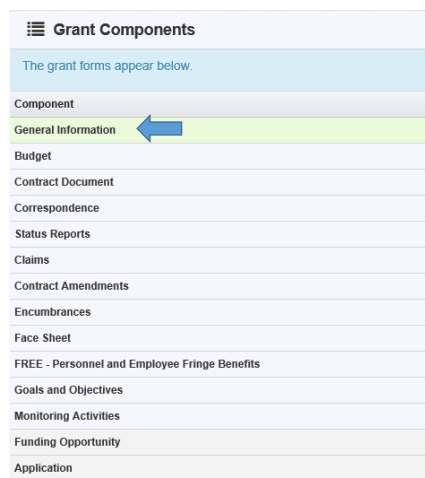 Grant Components
The grant forms appear below.
Component
General Information
Budget
Contract Document
Correspondence
Status Reports
Claims
Contract Amendments
Encumbrances
Face Sheet
FREE - Personnel and Employee Fringe Benefits
Goals and Objectives
Monitoring Activities
Funding Opportunity
Application